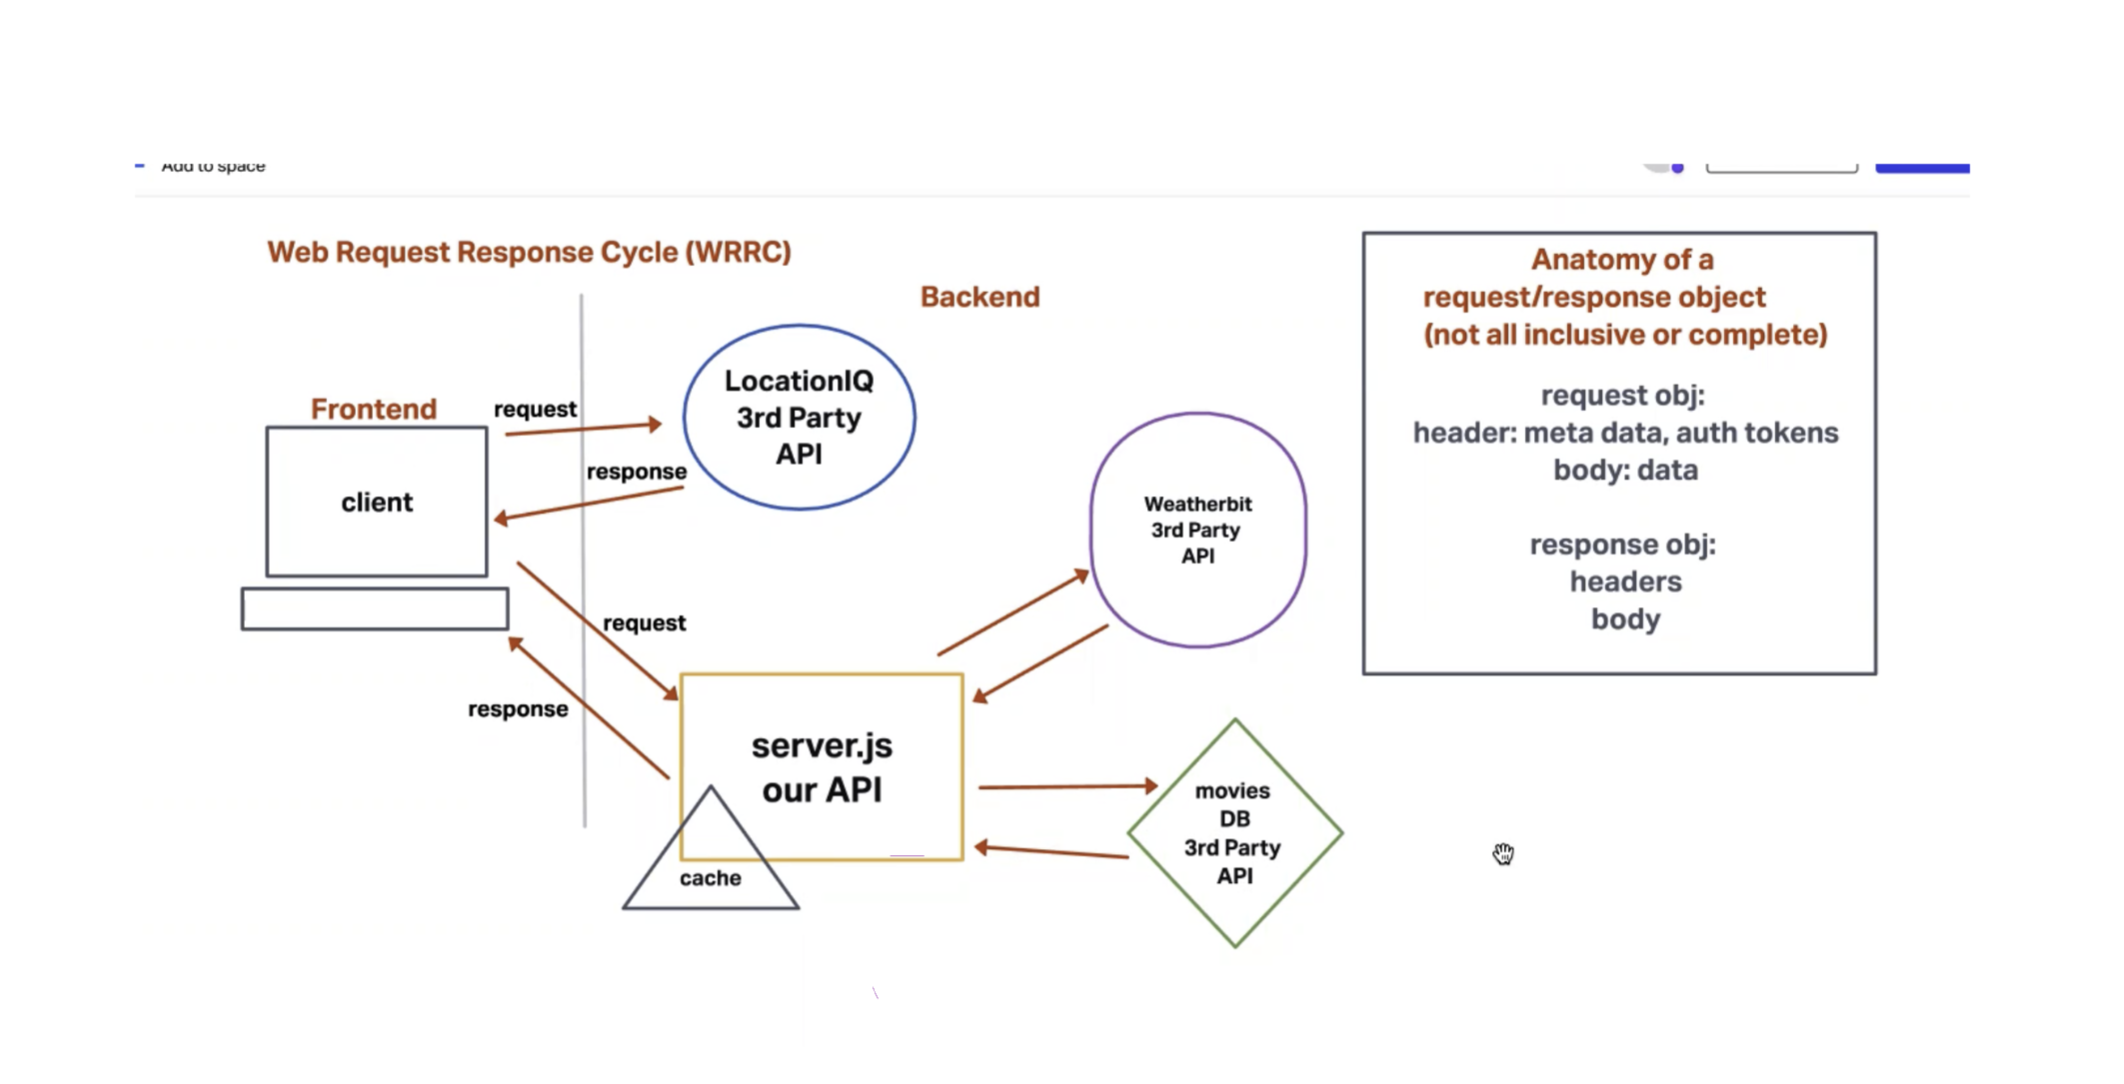 Add to space
Web Request Response Cycle (WRRC)
Backend
Frontend
client
request
response
LocationIQ
3rd Party
API
request
response
server.js
our API
cache
Weatherbit
3rd Party
API
movies
DB
3rd Party
API
Anatomy of a
request/response object
(not all inclusive or complete)
request obj:
header: meta data, auth tokens
body: data
response obj:
headers
body